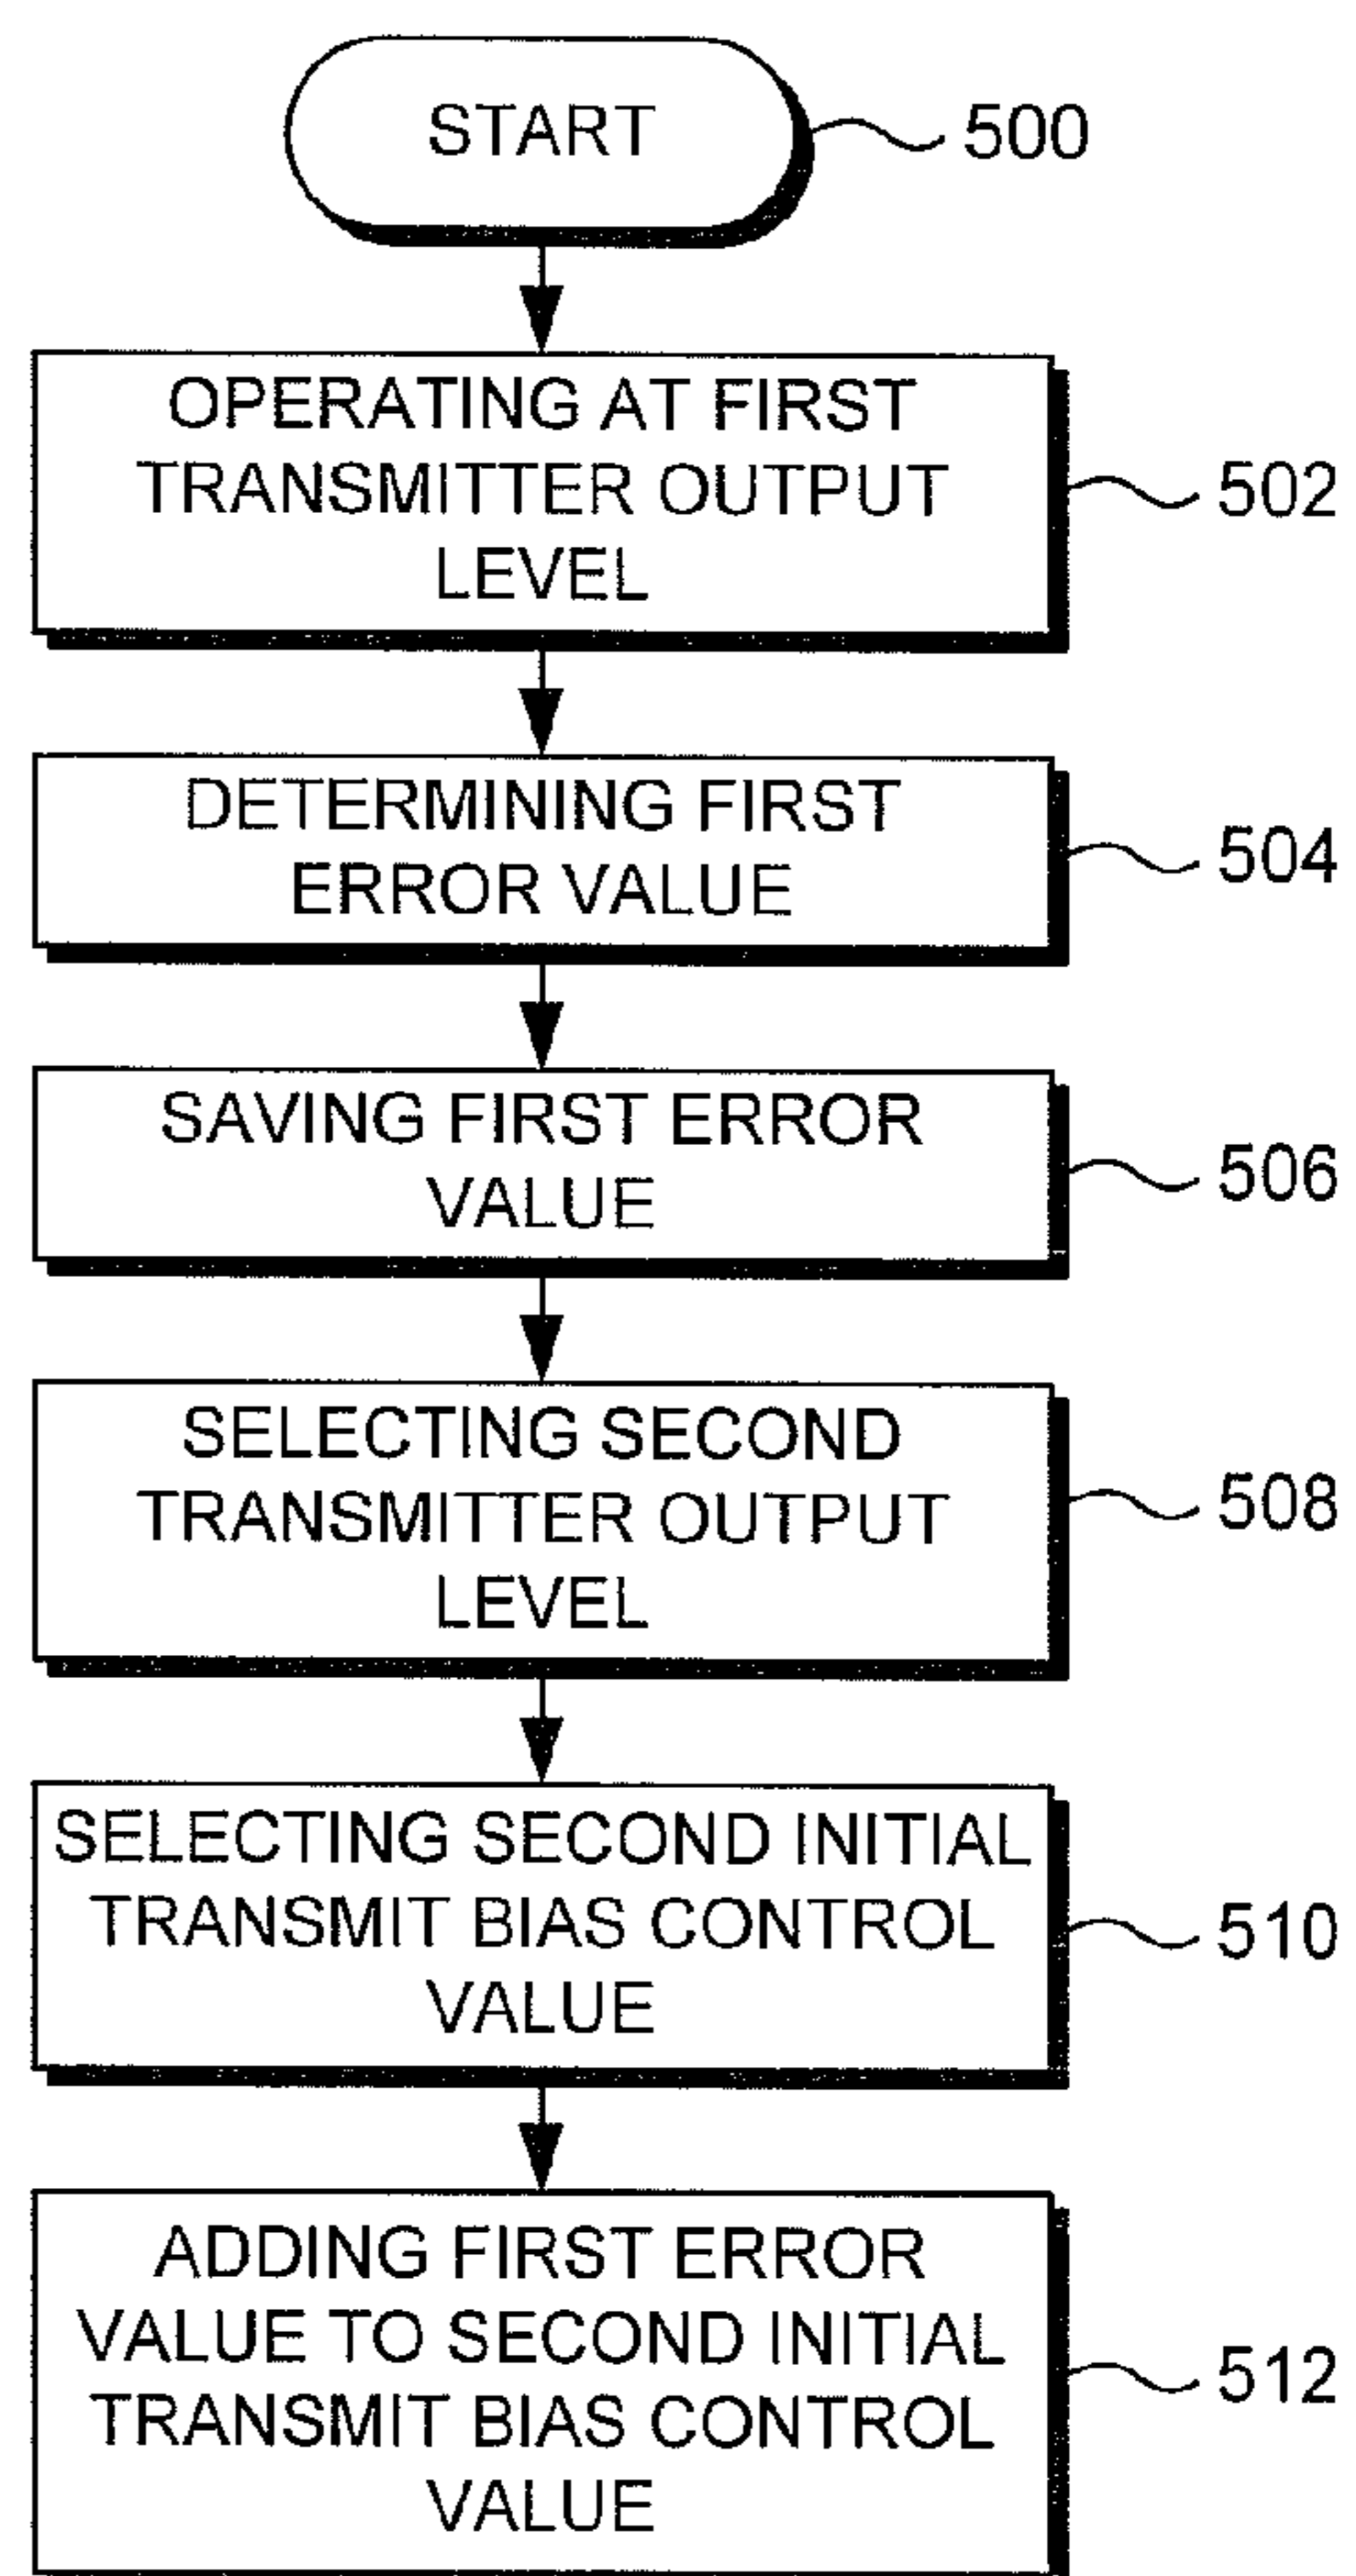 START
500
OPERATING AT FIRST
TRANSMITTER OUTPUT
LEVEL
502
DETERMINING FIRST
ERROR VALUE
504
SAVING FIRST ERROR
VALUE
506
SELECTING SECOND
TRANSMITTER OUTPUT
LEVEL
508
SELECTING SECOND INITIAL
TRANSMIT BIAS CONTROL
VALUE
510
ADDING FIRST ERROR
VALUE TO SECOND INITIAL
TRANSMIT BIAS CONTROL
VALUE
512